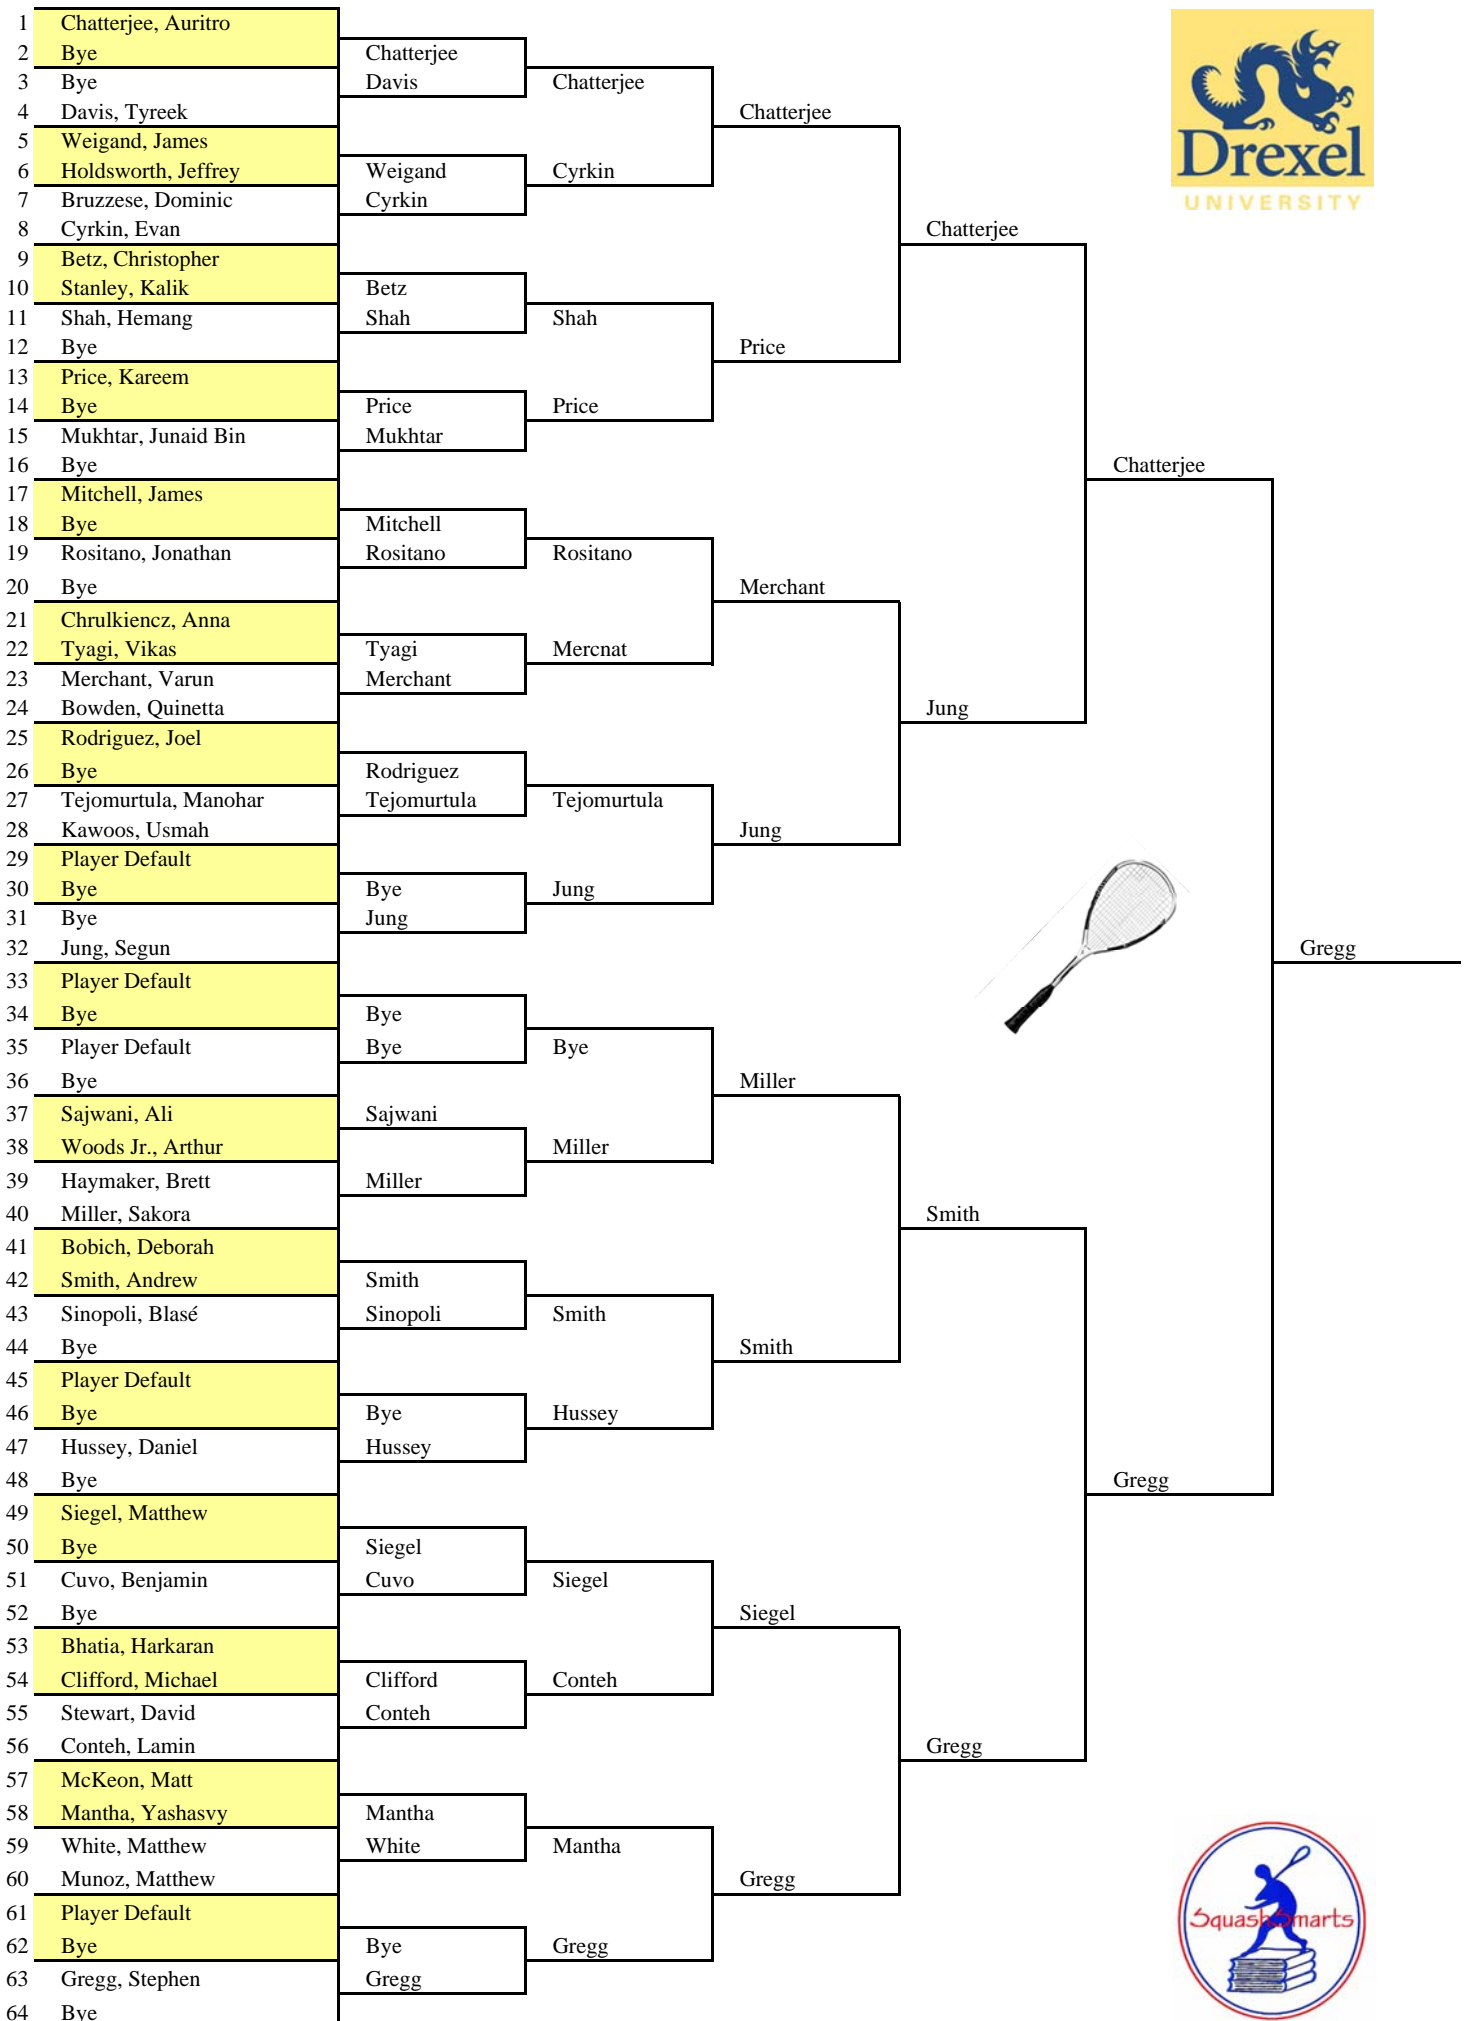 1 Chatterjee, Auritro
2 Bye Chatterjee
3 Bye Davis Chatterjee
4 Davis, Tyreek Chatterjee
5 Weigand, James
6 Holdsworth, Jeffrey Weigand Cyrkin
7 Bruzzese, Dominic Cyrkin
8 Cyrkin, Evan Chatterjee
9 Betz, Christopher
10 Stanley, Kalik Betz
11 Shah, Hemang Shah Shah
12 Bye Price
13 Price, Kareem
14 Bye Price Price
15 Mukhtar, Junaid Bin Mukhtar
16 Bye Chatterjee
17 Mitchell, James
18 Bye Mitchell
19 Rositano, Jonathan Rositano Rositano
20 Bye Merchant
21 Chrulkiencz, Anna
22 Tyagi, Vikas Tyagi Mercnat
23 Merchant, Varun Merchant
24 Bowden, Quinetta Jung
25 Rodriguez, Joel
26 Bye Rodriguez
27 Tejomurtula, Manohar Tejomurtula Tejomurtula
28 Kawoos, Usmah Jung
29 Player Default
30 Bye Bye Jung
31 Bye Jung
32 Jung, Segun Gregg
33 Player Default
34 Bye Bye
35 Player Default Bye Bye
36 Bye Miller
37 Sajwani, Ali Sajwani
38 Woods Jr., Arthur Miller
39 Haymaker, Brett Miller
40 Miller, Sakora Smith
41 Bobich, Deborah
42 Smith, Andrew Smith
43 Sinopoli, Blasé Sinopoli Smith
44 Bye Smith
45 Player Default
46 Bye Bye Hussey
47 Hussey, Daniel Hussey
48 Bye Gregg
49 Siegel, Matthew
50 Bye Siegel
51 Cuvo, Benjamin Cuvo Siegel
52 Bye Siegel
53 Bhatia, Harkaran
54 Clifford, Michael Clifford Conteh
55 Stewart, David Conteh
56 Conteh, Lamin Gregg
57 McKeon, Matt
58 Mantha, Yashasvy Mantha
59 White, Matthew White Mantha
60 Munoz, Matthew Gregg
61 Player Default
62 Bye Bye Gregg
63 Gregg, Stephen Gregg
64 Bye
Drexel
UNIVERSITY
SquashSmarts